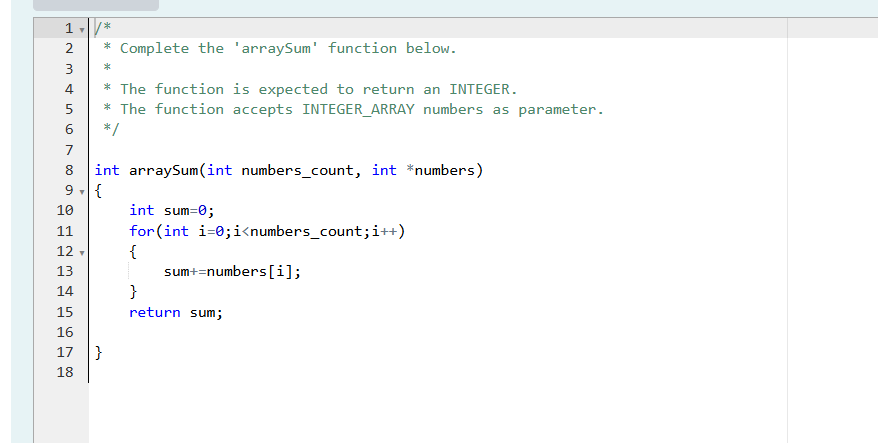 1 /*
2 * Complete the 'arraySum' function below.
3 *
4 * The function is expected to return an INTEGER.
5 * The function accepts INTEGER_ARRAY numbers as parameter.
6 */
7
8 int arraySum(int numbers_count, int *numbers)
9 {
10 int sum=0;
11 for(int i=0;i<numbers_count;i++)
12 {
13 sum+=numbers[i];
14 }
15 return sum;
16
17 }
18